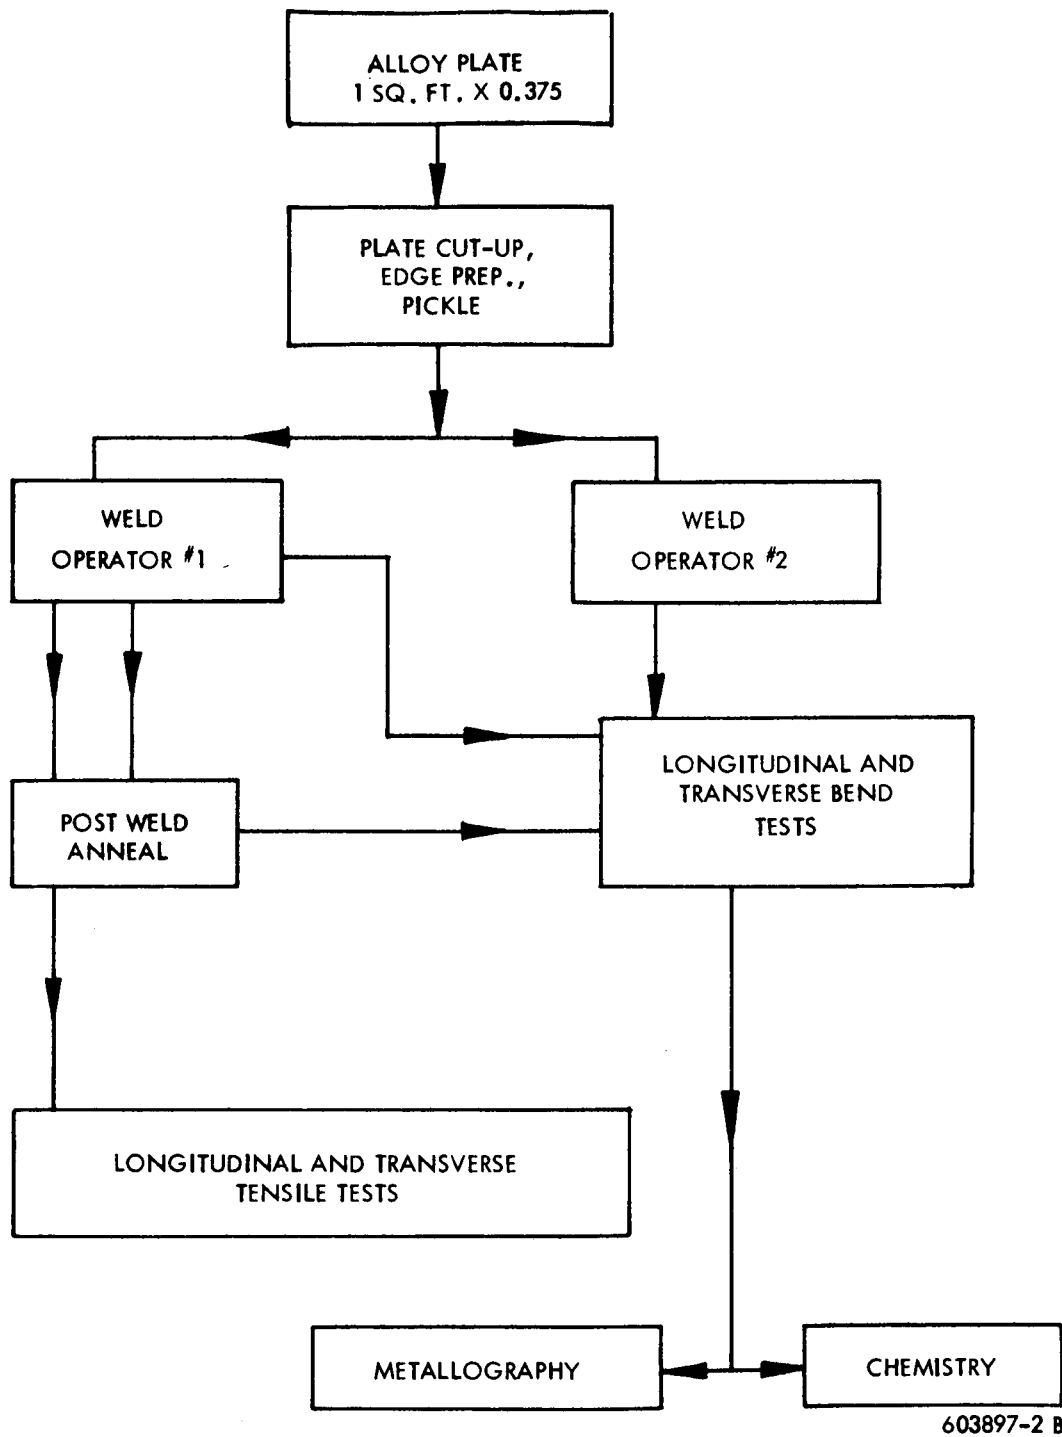 ALLOY PLATE
1 SQ. FT. X 0.375
PLATE CUT-UP,
EDGE PREP.,
PICKLE
WELD
OPERATOR #1
WELD
OPERATOR #2
LONGITUDINAL AND
TRANSVERSE BEND
TESTS
POST WELD
ANNEAL
LONGITUDINAL AND TRANSVERSE
TENSILE TESTS
METALLOGRAPHY
CHEMISTRY
603897-2 B